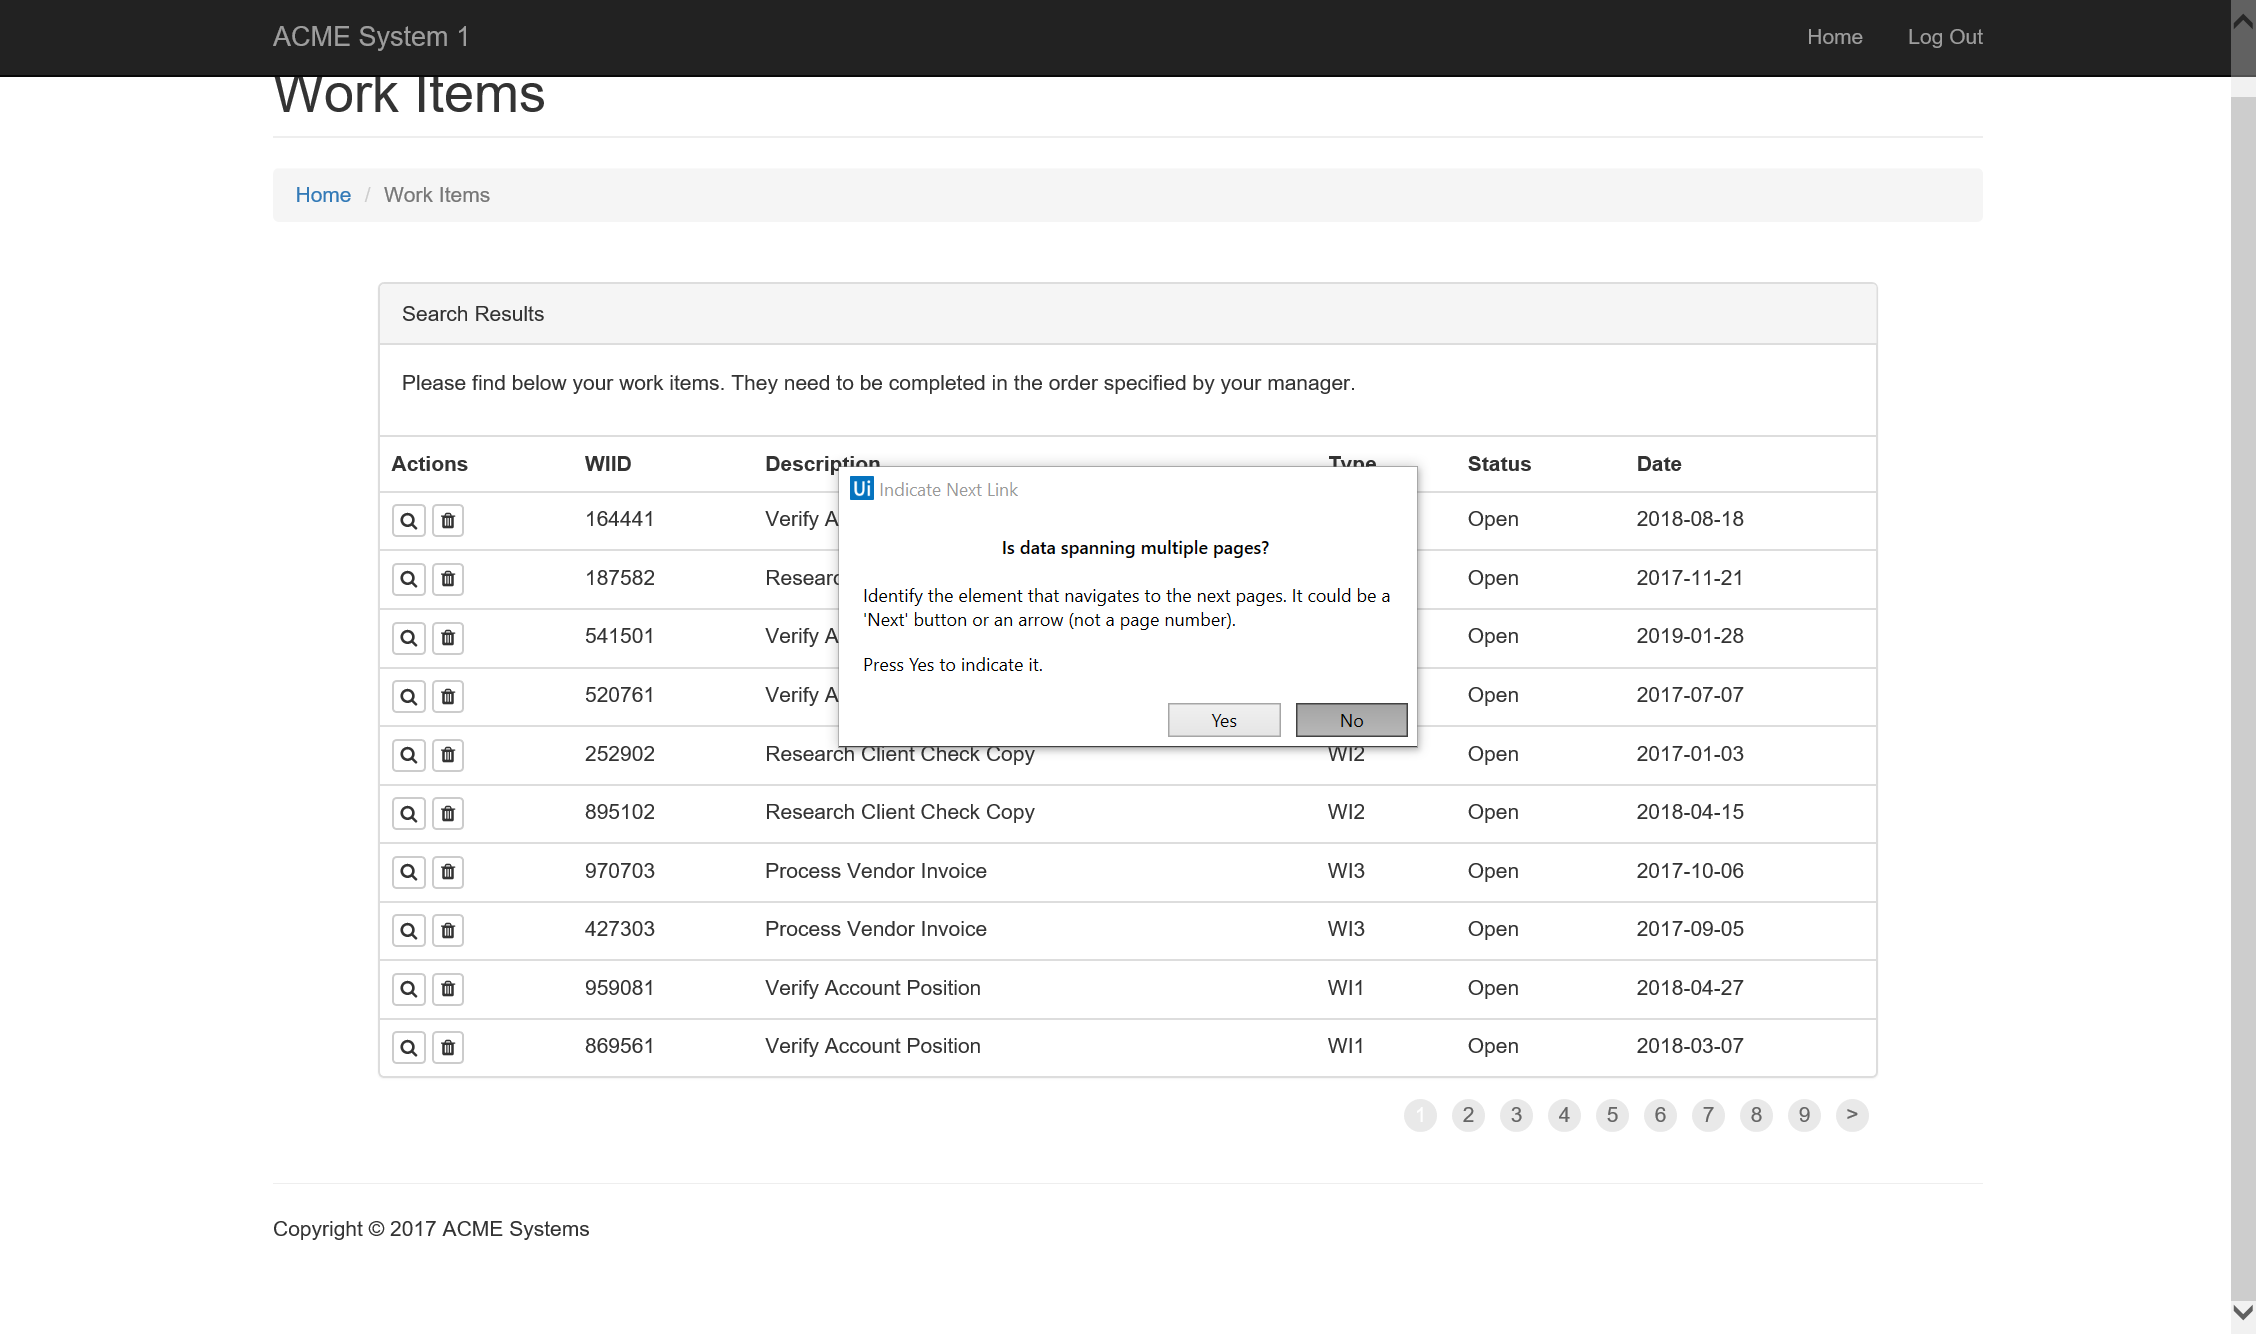 ACME System 1 Home Log Out
Work Items
Home / Work Items
Search Results
Please find below your work items. They need to be completed in the order specified by your manager.
Actions WIID Description Type Status Date
164441 Verify A Open 2018-08-18
187582 Researc Open 2017-11-21
541501 Verify A Open 2019-01-28
520761 Verify A Open 2017-07-07
252902 Research Client Check Copy WI2 Open 2017-01-03
895102 Research Client Check Copy WI2 Open 2018-04-15
970703 Process Vendor Invoice WI3 Open 2017-10-06
427303 Process Vendor Invoice WI3 Open 2017-09-05
959081 Verify Account Position WI1 Open 2018-04-27
869561 Verify Account Position WI1 Open 2018-03-07
Ui Indicate Next Link
Is data spanning multiple pages?
Identify the element that navigates to the next pages. It could be a
'Next' button or an arrow (not a page number).
Press Yes to indicate it.
Yes No
1 2 3 4 5 6 7 8 9 >
Copyright © 2017 ACME Systems